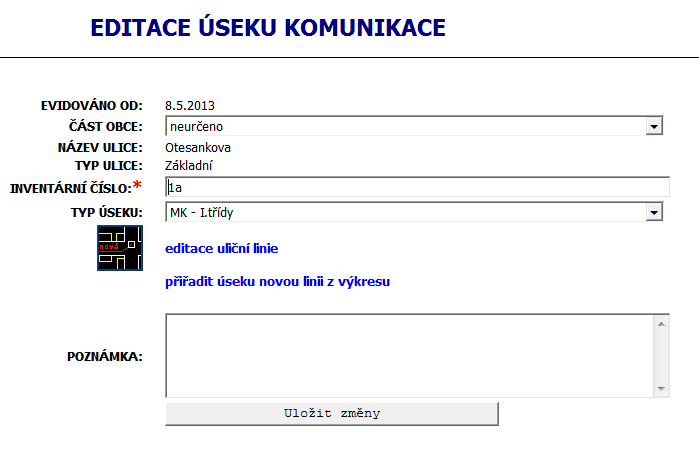 EDITACE ÚSEKU KOMUNIKACE
EVIDOVÁNO OD: 8.5.2013
ČÁST OBCE: neurčeno
NÁZEV ULICE: Otesankova
TYP ULICE: Základní
INVENTÁRNÍ ČÍSLO:* 1a
TYP ÚSEKU: MK - I.třídy
nová
editace uliční linie
přiřadit úseku novou linii z výkresu
POZNÁMKA:
Uložit změny